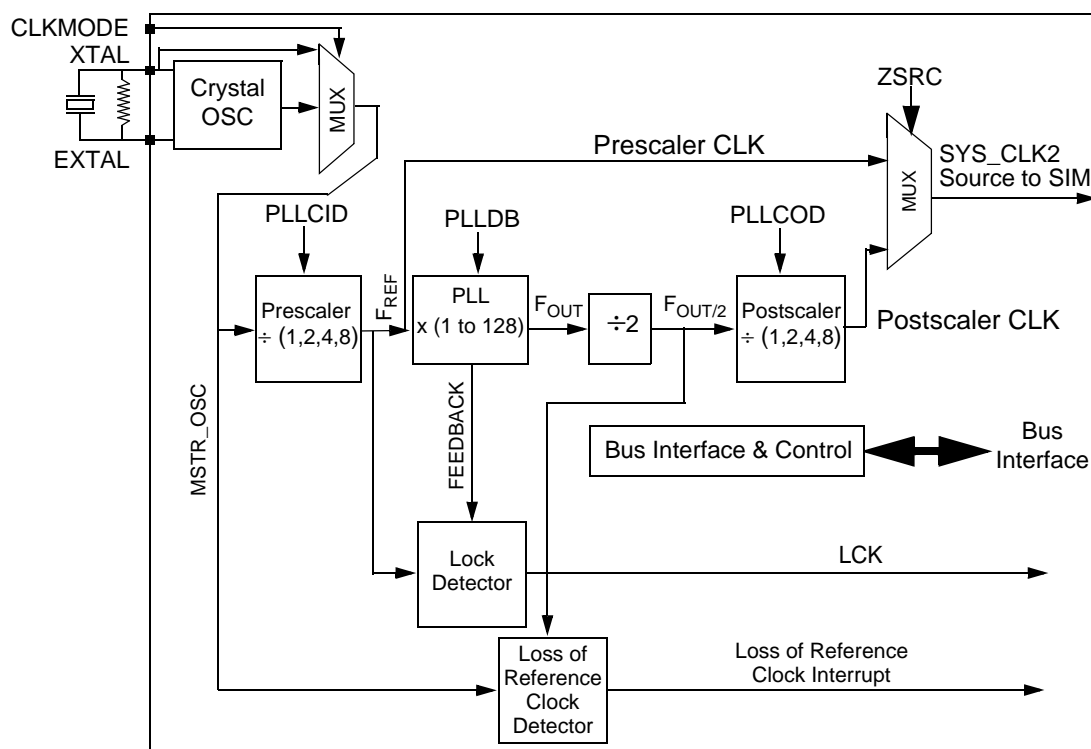 CLKMODE
XTAL
EXTAL
Crystal
OSC
MUX
ZSRC
Prescaler CLK
MUX
SYS_CLK2
Source to SIM
PLLCID
PLLDB
PLLCOD
Prescaler
÷ (1,2,4,8)
FREF
PLL
x (1 to 128)
FOUT
÷2
FOUT/2
Postscaler
÷ (1,2,4,8)
Postscaler CLK
MSTR_OSC
FEEDBACK
Bus Interface & Control
Bus
Interface
Lock
Detector
LCK
Loss of
Reference
Clock
Detector
Loss of Reference
Clock Interrupt